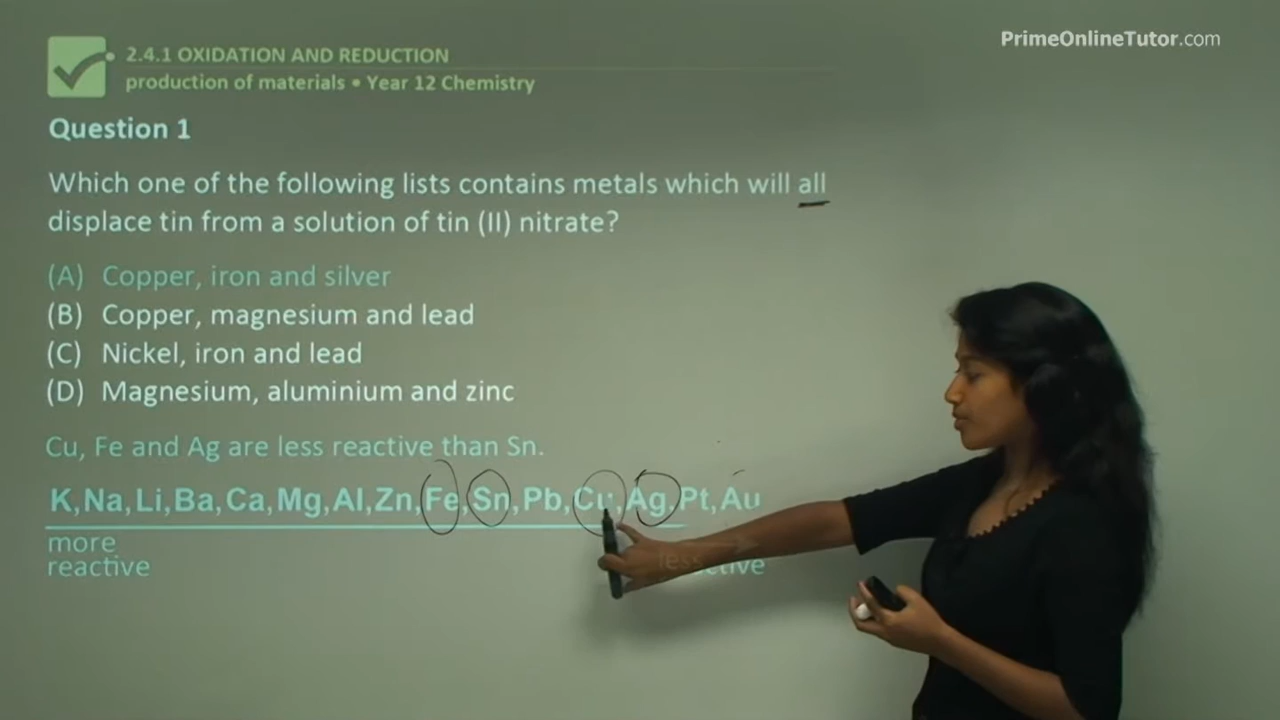 PrimeOnlineTutor.com
2.4.1 OXIDATION AND REDUCTION
production of materials • Year 12 Chemistry
Question 1
Which one of the following lists contains metals which will all
displace tin from a solution of tin (II) nitrate?
(A) Copper, iron and silver
(B) Copper, magnesium and lead
(C) Nickel, iron and lead
(D) Magnesium, aluminium and zinc
Cu, Fe and Ag are less reactive than Sn.
K,Na,Li,Ba,Ca,Mg,Al,Zn,Fe,Sn,Pb,Cu,Ag,Pt,Au
more
reactive
less